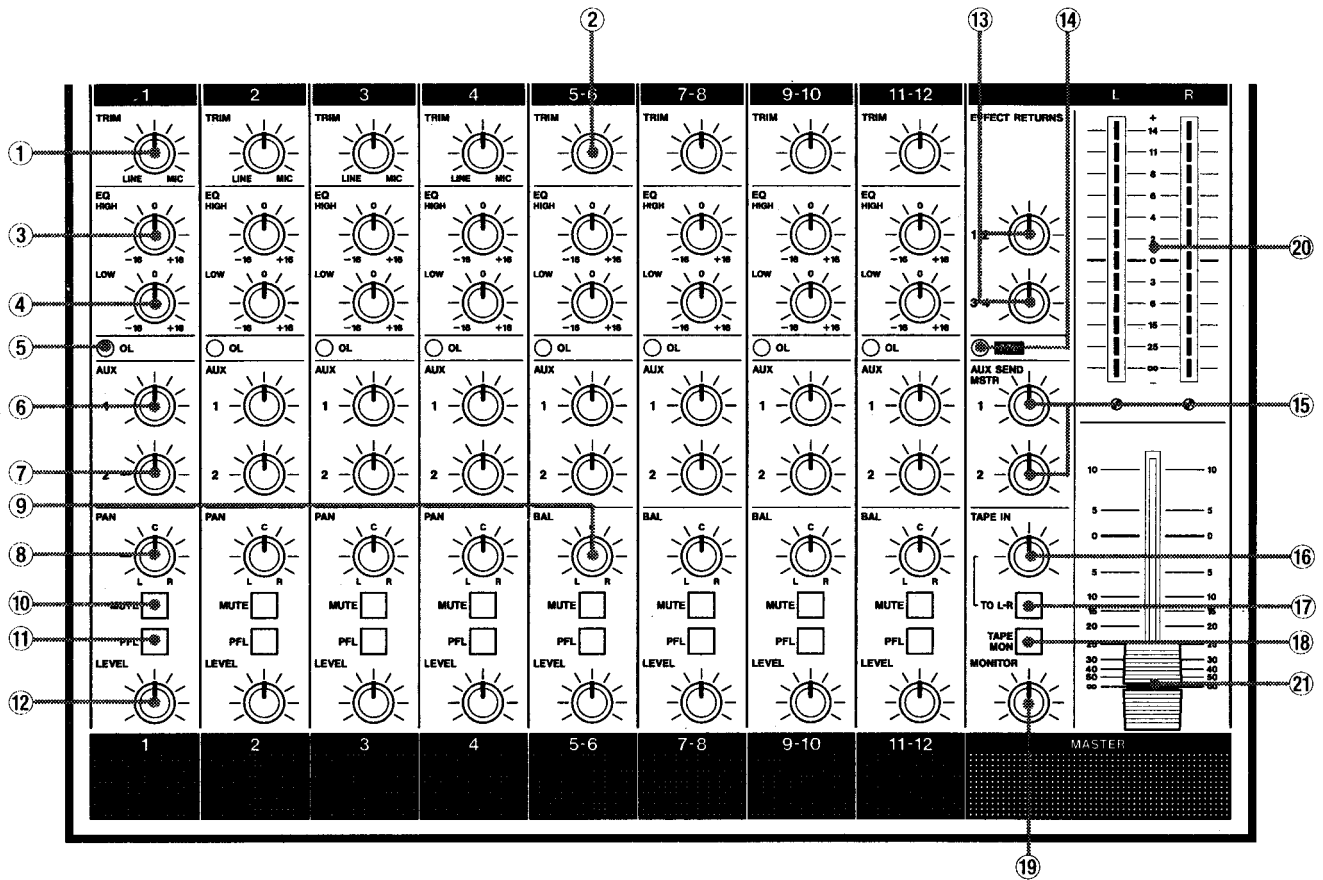 2 13 14
1 2 3 4 5-6 7-8 9-10 11-12 L R
TRIM TRIM TRIM TRIM TRIM TRIM TRIM TRIM EFFECT RETURNS +
14
1 11
LINE MIC LINE MIC LINE MIC LINE MIC 8
EQ EQ EQ EQ EQ EQ EQ EQ 6
HIGH 0 HIGH 0 HIGH 0 HIGH 0 HIGH 0 HIGH 0 HIGH 0 HIGH 0 4
3 1-2 2 20
-16 +16 -16 +16 -16 +16 -16 +16 -16 +16 -16 +16 -16 +16 -16 +16 0
LOW 0 LOW 0 LOW 0 LOW 0 LOW 0 LOW 0 LOW 0 LOW 0 3
4 3-4 6
-16 +16 -16 +16 -16 +16 -16 +16 -16 +16 -16 +16 -16 +16 -16 +16 15
5 OL OL OL OL OL OL OL OL 25
AUX AUX AUX AUX AUX AUX AUX AUX AUX SEND MSTR ∞
−
6 1 1 1 1 1 1 1 1 1 15
7 2 2 2 2 2 2 2 2 2 10 10
9
PAN PAN PAN PAN BAL BAL BAL BAL TAPE IN 5 5
C C C C C C C 0 0
8 16
L R L R L R L R L R L R L R L R 5 5
10 MUTE MUTE MUTE MUTE MUTE MUTE MUTE MUTE TO L-R 10 10 17
15 15
20 20
11 PFL PFL PFL PFL PFL PFL PFL PFL TAPE MON 25 25 18
LEVEL LEVEL LEVEL LEVEL LEVEL LEVEL LEVEL LEVEL MONITOR 30 30
40 40
50 50
∞ ∞ 21
12
1 2 3 4 5-6 7-8 9-10 11-12 MASTER
19